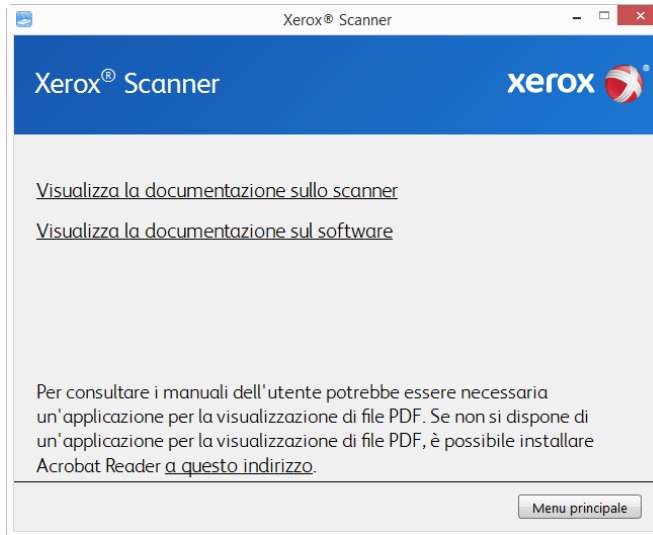 Xerox® Scanner
Xerox® Scanner
xerox®
Visualizza la documentazione sullo scanner
Visualizza la documentazione sul software
Per consultare i manuali dell'utente potrebbe essere necessaria
un'applicazione per la visualizzazione di file PDF. Se non si dispone di
un'applicazione per la visualizzazione di file PDF, è possibile installare
Acrobat Reader a questo indirizzo.
Menu principale